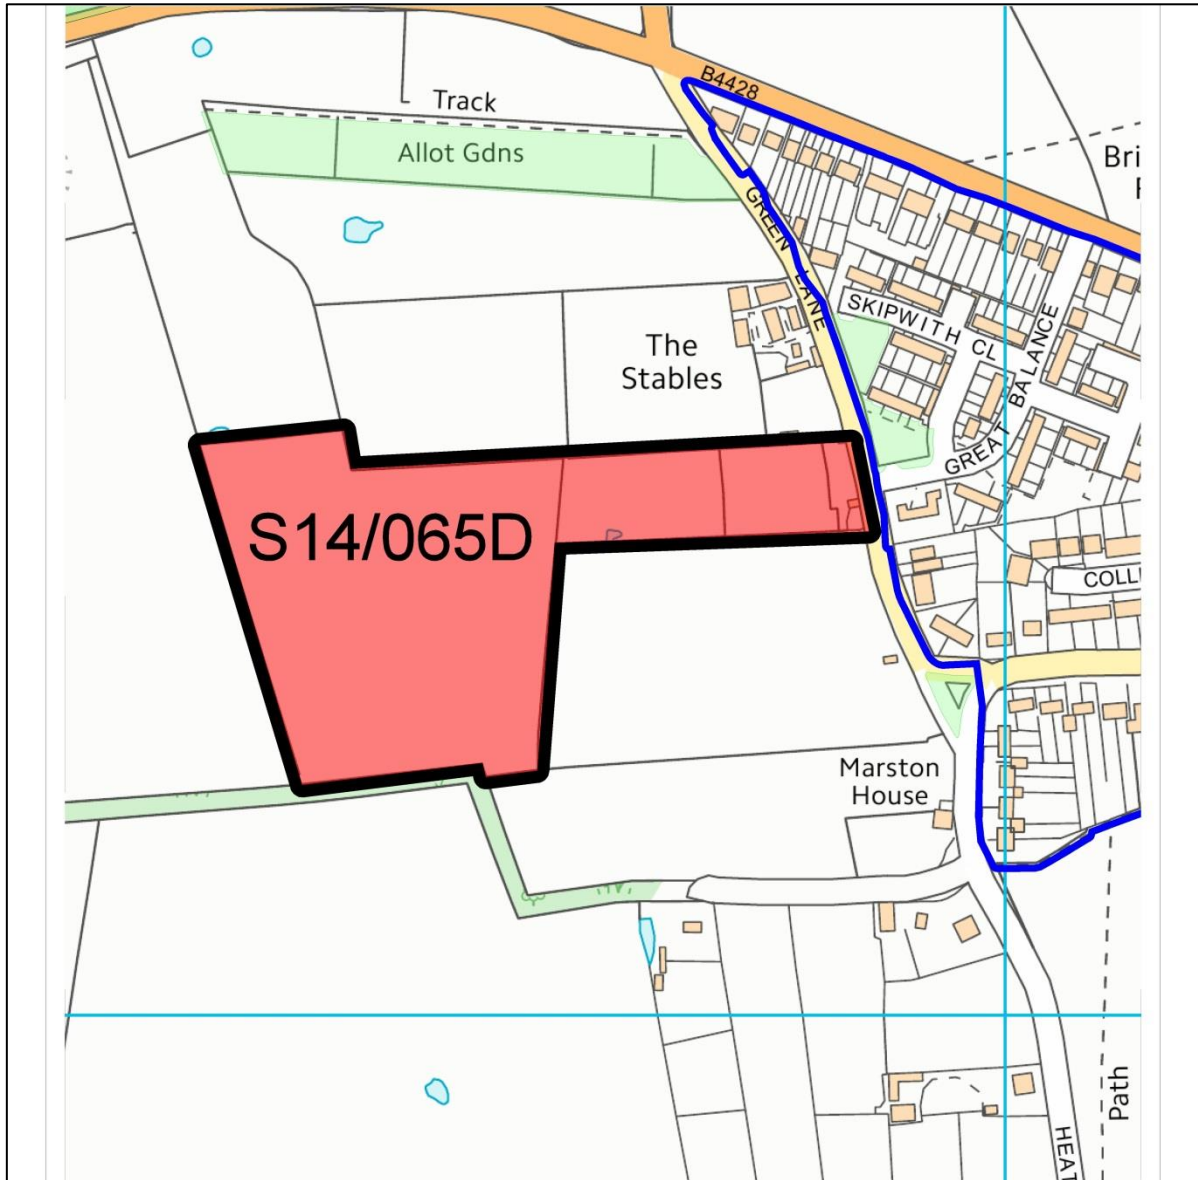 B4428
Track
Bri
Allot Gdns
GREEN LANE
SKIPWITH CL
The
Stables
GREAT BALANCE
S14/065D
COLL
Marston
House
Path
HEAT